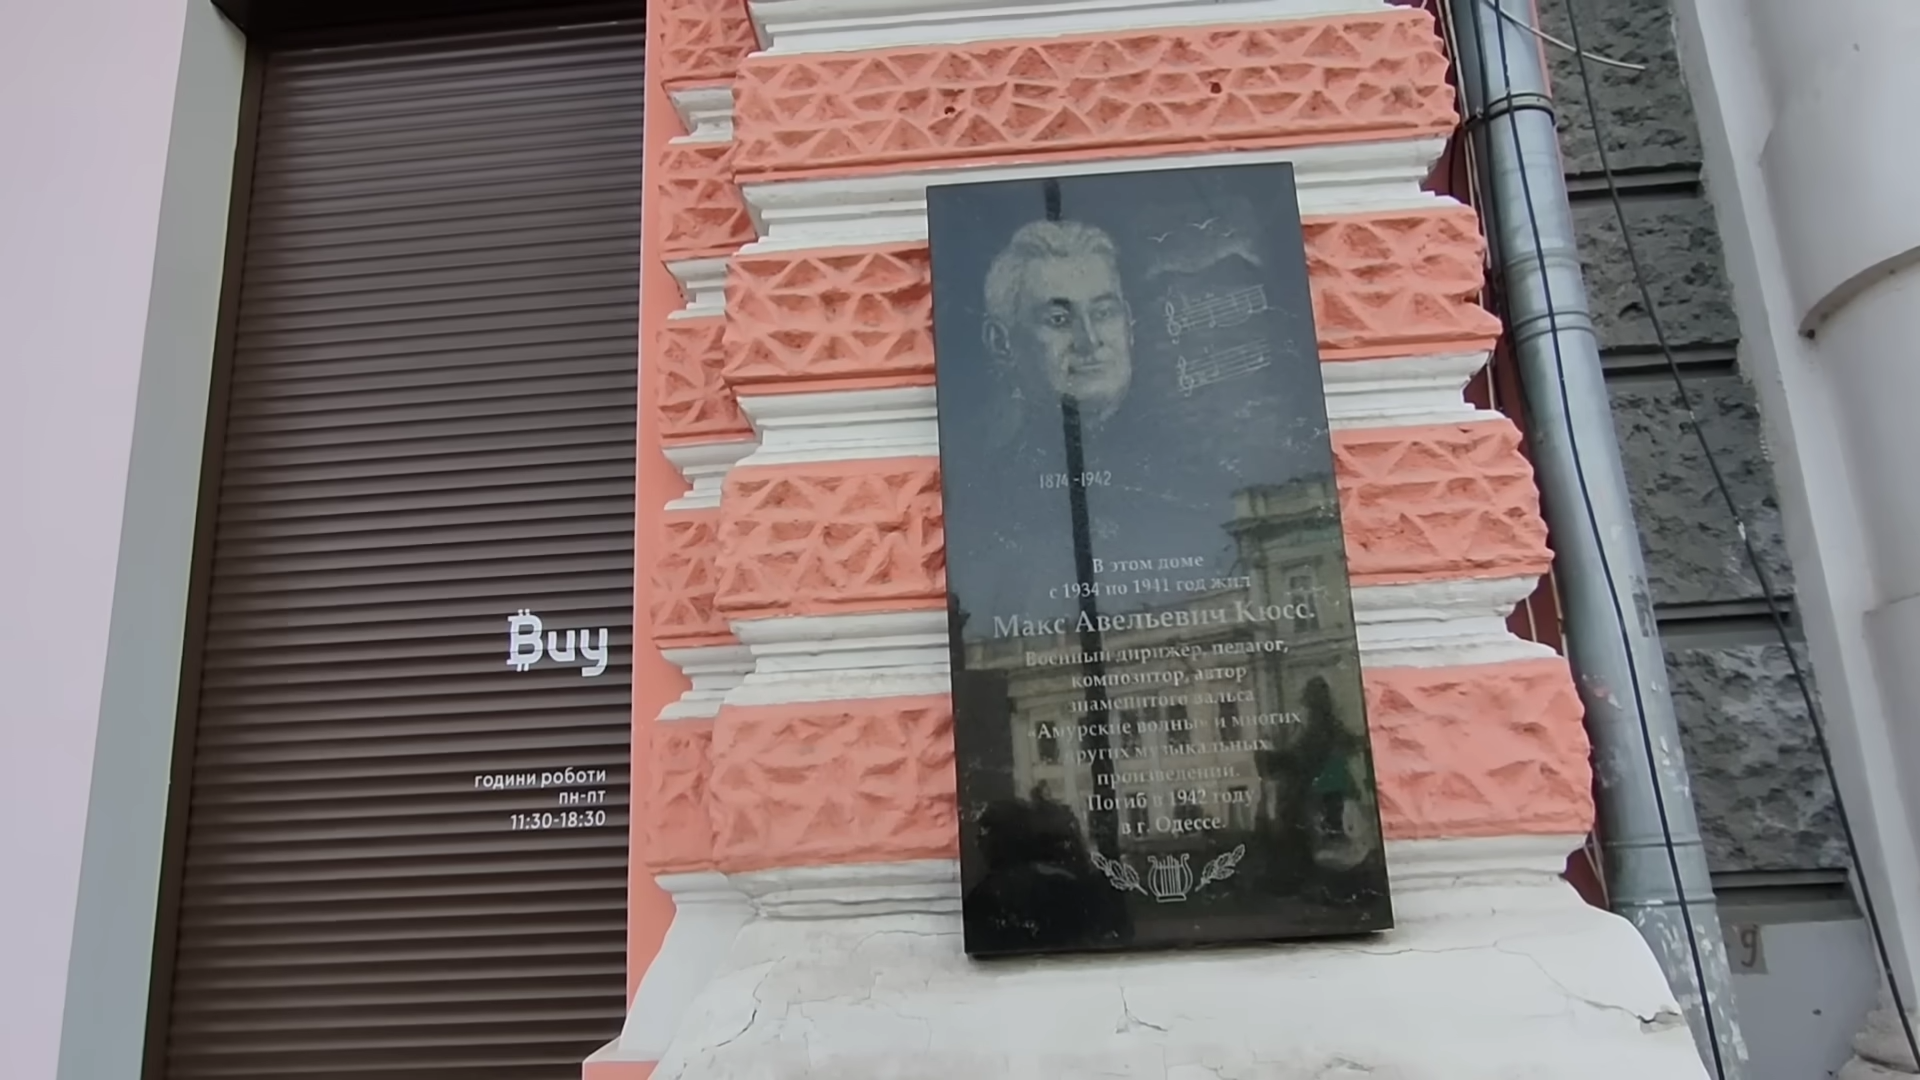 Buy
години роботи
пн-пт
11:30-18:30
1874-1942
В этом доме
с 1934 по 1941 год жил
Макс Авельевич Кюсс.
Военный дирижер, педагог,
композитор, автор
знаменитого вальса
«Амурские волны» и многих
других музыкальных
произведений.
Погиб в 1942 году
в г. Одессе.